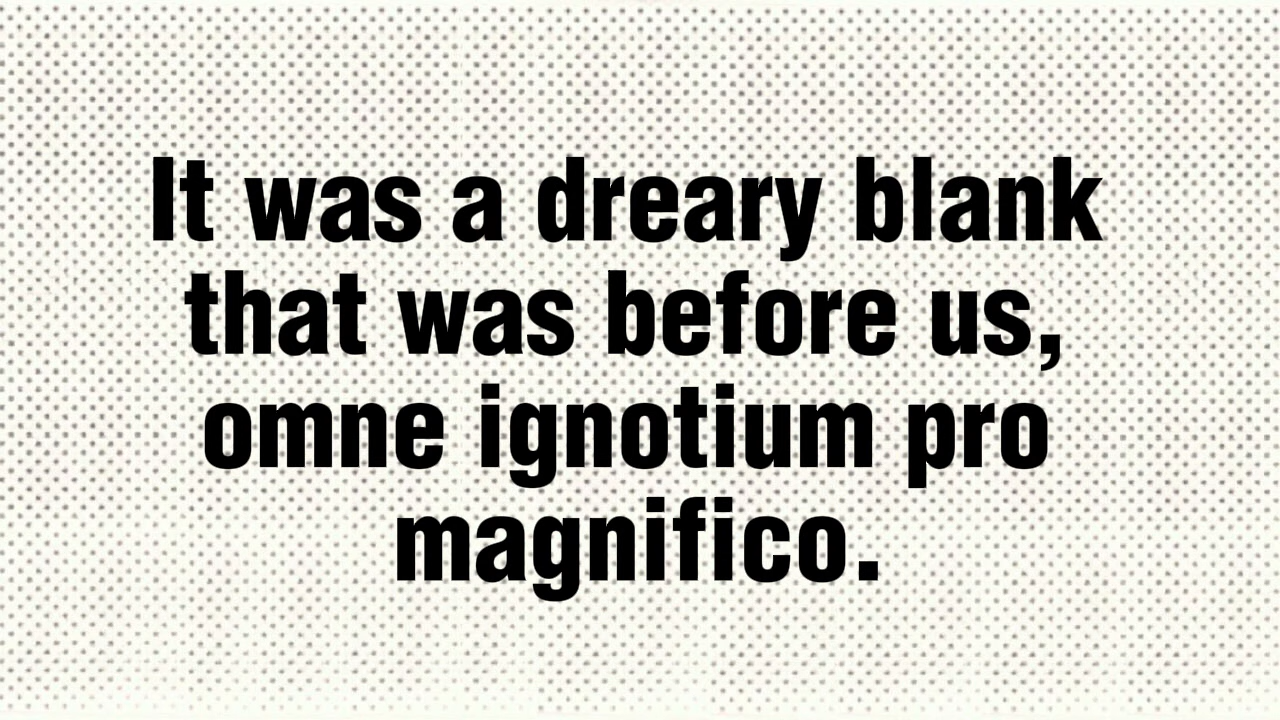 It was a dreary blank
that was before us,
omne ignotium pro
magnifico.